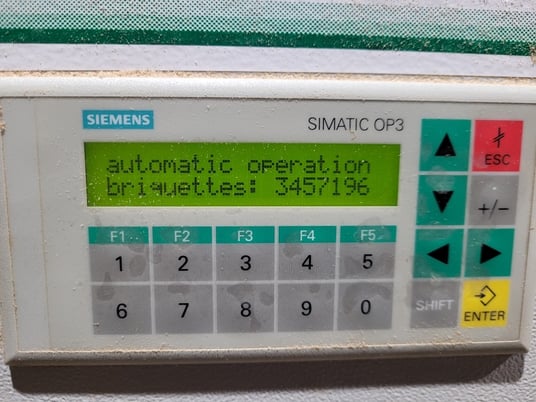 SIEMENS
SIMATIC OP3
automatic operation
briquettes: 3457196
F1 F2 F3 F4 F5
1 2 3 4 5
6 7 8 9 0
ESC
+/−
SHIFT
ENTER